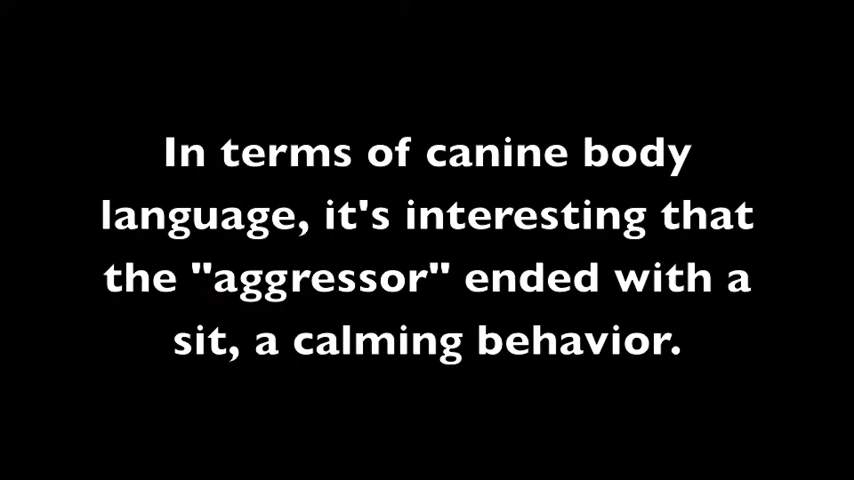 In terms of canine body
language, it's interesting that
the "aggressor" ended with a
sit, a calming behavior.